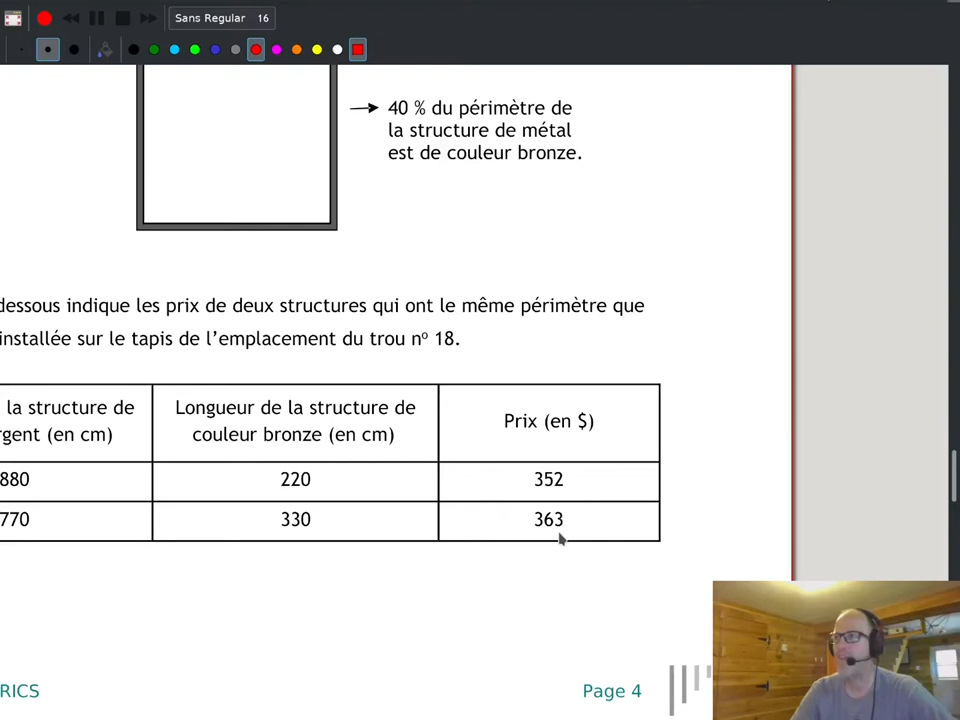 Sans Regular 16
40 % du périmètre de
la structure de métal
est de couleur bronze.
dessous indique les prix de deux structures qui ont le même périmètre que
installée sur le tapis de l’emplacement du trou nº 18.
la structure de
rgent (en cm)
Longueur de la structure de
couleur bronze (en cm)
Prix (en $)
880 220 352
770 330 363
RICS Page 4